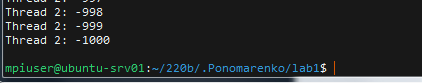 Thread 2: -998
Thread 2: -999
Thread 2: -1000
mpiuser@ubuntu-srv01:~/220b/.Ponomarenko/lab1$